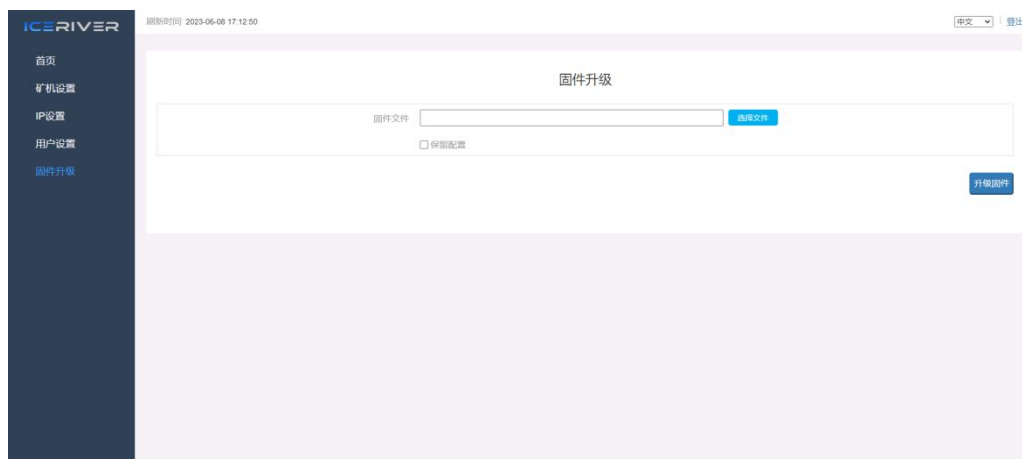 ICERIVER
刷新时间 2023-06-08 17:12:50
中文
登出
首页
矿机设置
IP设置
用户设置
固件升级
固件升级
固件文件
选择文件
保留配置
升级固件